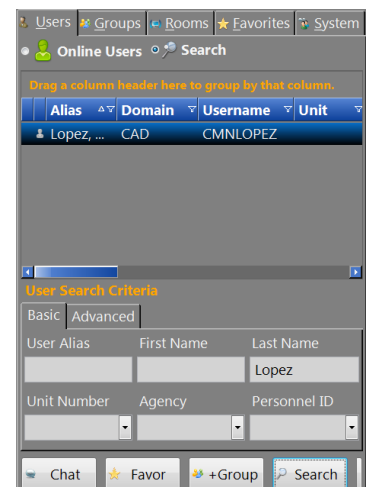 Users Groups Rooms Favorites System
Online Users Search
Drag a column header here to group by that column.
Alias Domain Username Unit
Lopez, ... CAD CMNLOPEZ
User Search Criteria
Basic Advanced
User Alias First Name Last Name
Lopez
Unit Number Agency Personnel ID
Chat Favor +Group Search